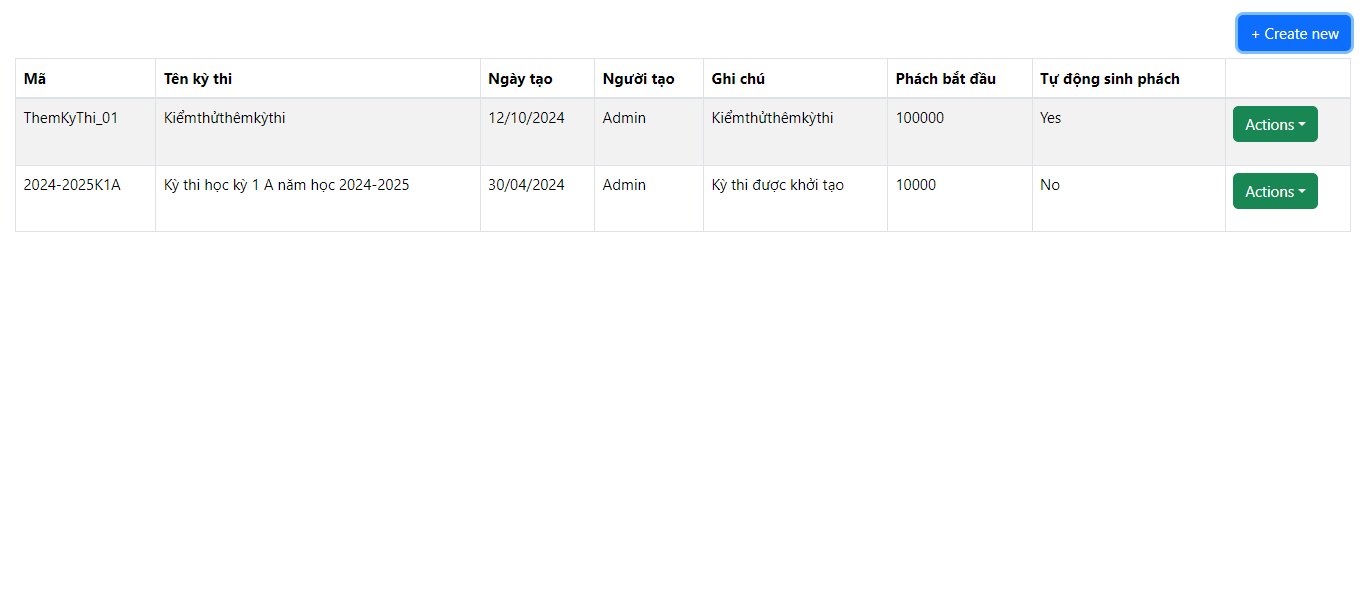 + Create new
Mã Tên kỳ thi Ngày tạo Người tạo Ghi chú Phách bắt đầu Tự động sinh phách
ThemKyThi_01 Kiểmthửthêmkỳthi 12/10/2024 Admin Kiểmthửthêmkỳthi 100000 Yes Actions
2024-2025K1A Kỳ thi học kỳ 1 A năm học 2024-2025 30/04/2024 Admin Kỳ thi được khởi tạo 10000 No Actions